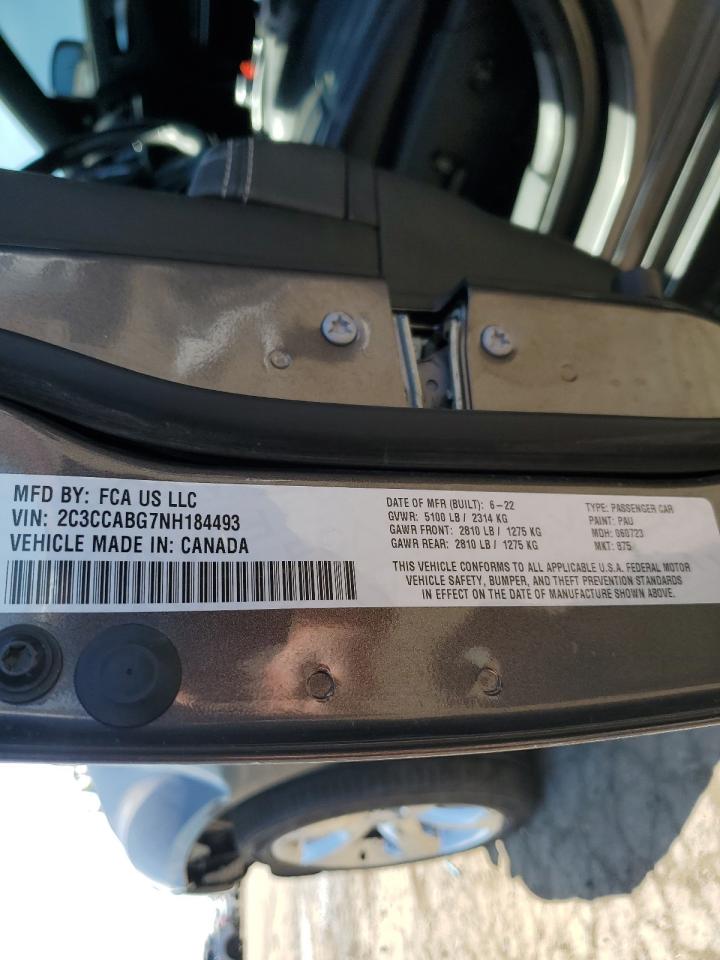 MFD BY: FCA US LLC
VIN: 2C3CCABG7NH184493
VEHICLE MADE IN: CANADA
DATE OF MFR (BUILT): 6-22
GVWR: 5100 LB / 2314 KG
GAWR FRONT: 2810 LB / 1275 KG
GAWR REAR: 2810 LB / 1275 KG
TYPE: PASSENGER CAR
PAINT: PAU
MDH: 060723
MKT: 875
THIS VEHICLE CONFORMS TO ALL APPLICABLE U.S.A. FEDERAL MOTOR
VEHICLE SAFETY, BUMPER, AND THEFT PREVENTION STANDARDS
IN EFFECT ON THE DATE OF MANUFACTURE SHOWN ABOVE.